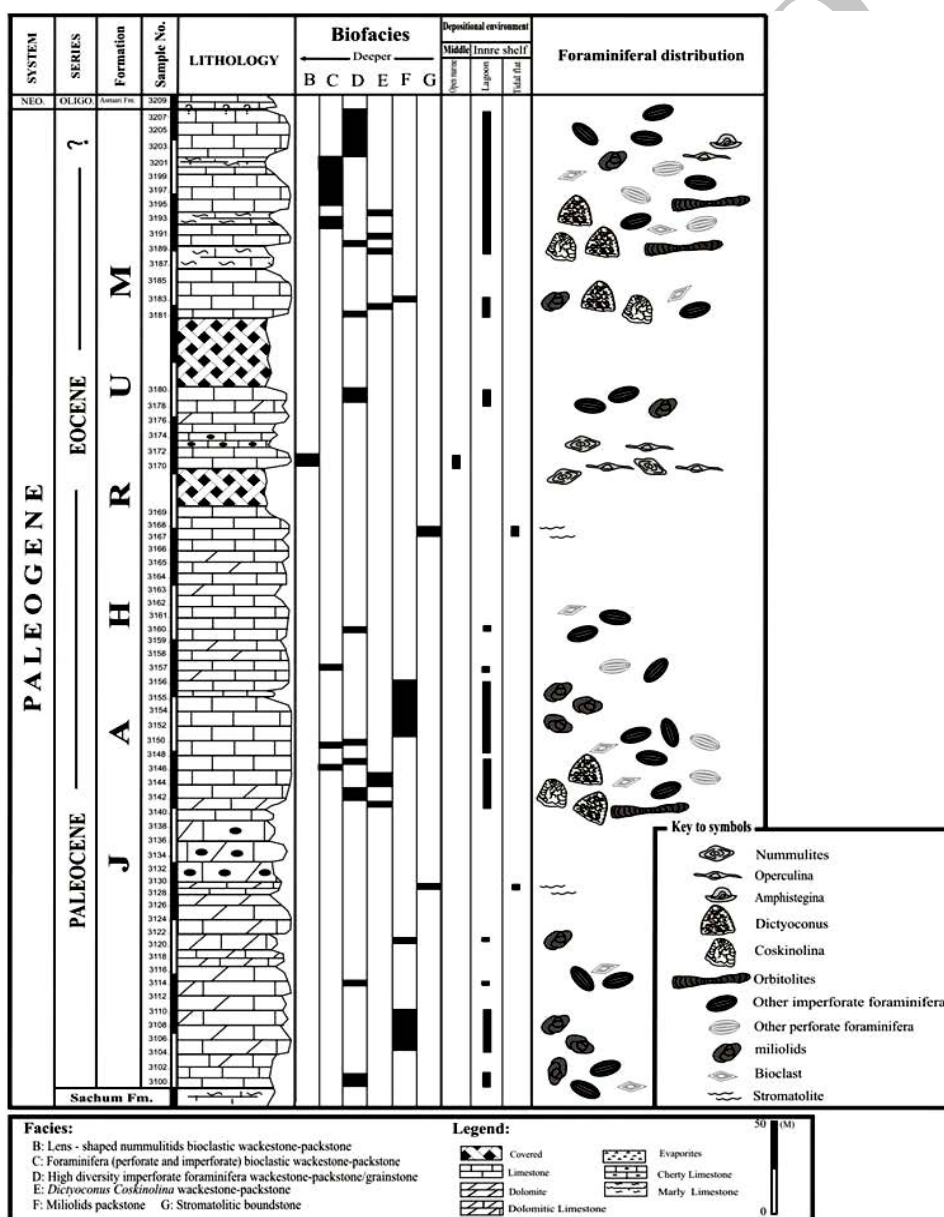 SYSTEM
SERIES
Formation
Sample No.
LITHOLOGY
Biofacies
Deeper
B C D E F G
Depositional environment
Middle Innre shelf
Open marine
Lagoon
Tidal flat
Foraminiferal distribution
NEO. OLIGO. Asmari Fm.
PALEOGENE
?
EOCENE
PALEOCENE
JAHRUM
3209
3207
3205
3203
3201
3199
3197
3195
3193
3191
3189
3187
3185
3183
3181
3180
3178
3176
3174
3172
3170
3169
3168
3167
3166
3165
3164
3163
3162
3161
3160
3159
3158
3157
3156
3155
3154
3152
3150
3148
3146
3144
3142
3140
3138
3136
3134
3132
3130
3128
3126
3124
3122
3120
3118
3116
3114
3112
3110
3108
3106
3104
3102
3100
? ? ?
Sachum Fm.
Key to symbols
Nummulites
Operculina
Amphistegina
Dictyoconus
Coskinolina
Orbitolites
Other imperforate foraminifera
Other perforate foraminifera
miliolids
Bioclast
Stromatolite
Facies:
B: Lens - shaped nummulitids bioclastic wackestone-packstone
C: Foraminifera (perforate and imperforate) bioclastic wackestone-packstone
D: High diversity imperforate foraminifera wackestone-packstone/grainstone
E: Dictyoconus Coskinolina wackestone-packstone
F: Miliolids packstone G: Stromatolitic boundstone
Legend:
Covered
Limestone
Dolomite
Dolomitic Limestone
Evaporites
Cherty Limestone
Marly Limestone
50 (M)
0